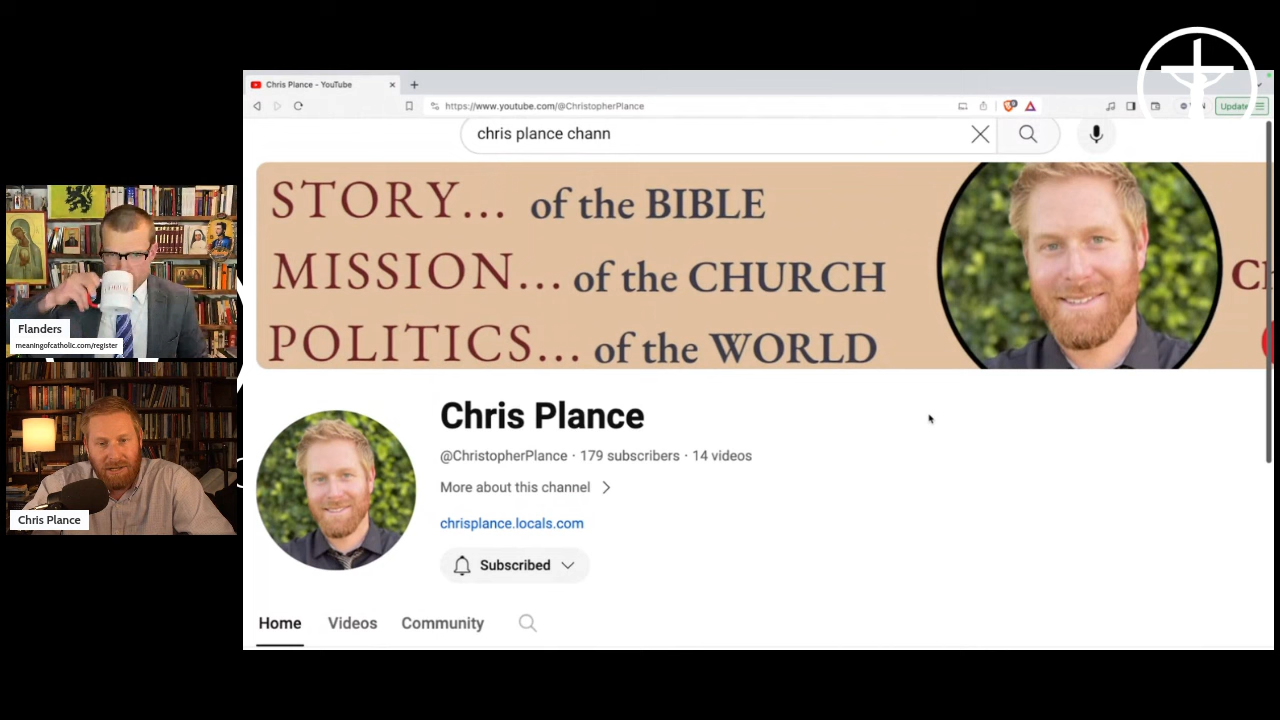 Chris Plance - YouTube
https://www.youtube.com/@ChristopherPlance
Update
chris plance chann
STORY... of the BIBLE
MISSION... of the CHURCH
POLITICS... of the WORLD
Flanders
meaningofcatholic.com/register
Chris Plance
Chris Plance
@ChristopherPlance · 179 subscribers · 14 videos
More about this channel
chrisplance.locals.com
Subscribed
Home Videos Community